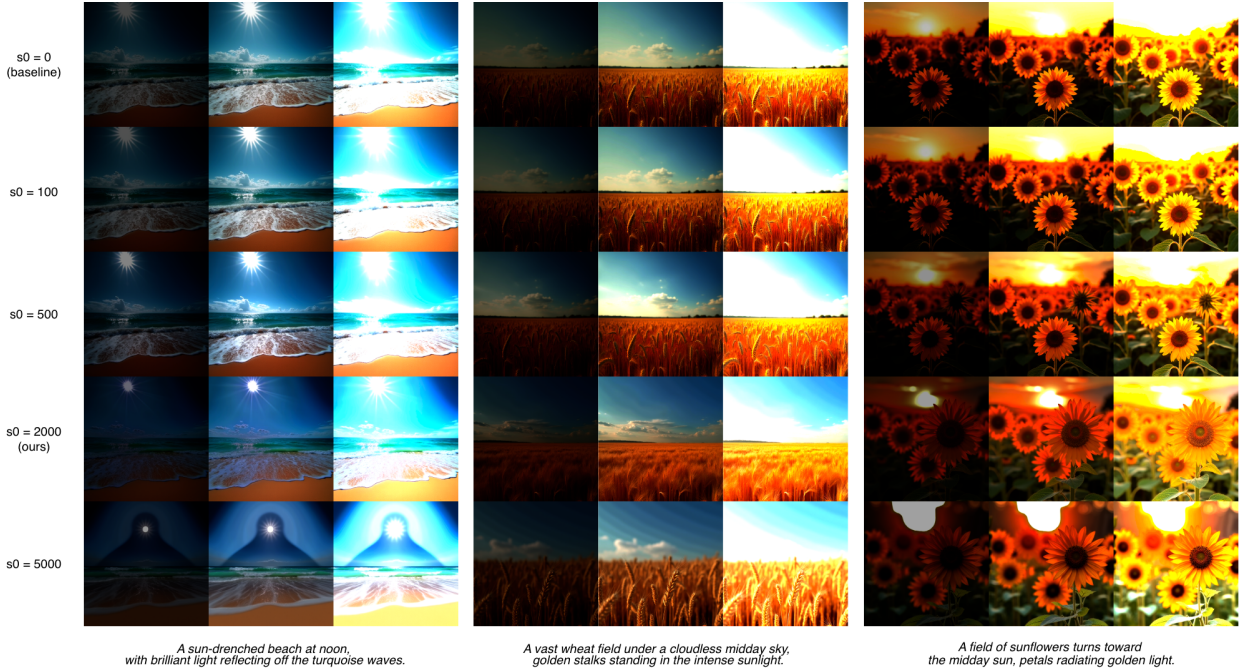 s0 = 0
(baseline)
s0 = 100
s0 = 500
s0 = 2000
(ours)
s0 = 5000
A sun-drenched beach at noon,
with brilliant light reflecting off the turquoise waves.
A vast wheat field under a cloudless midday sky,
golden stalks standing in the intense sunlight.
A field of sunflowers turns toward
the midday sun, petals radiating golden light.